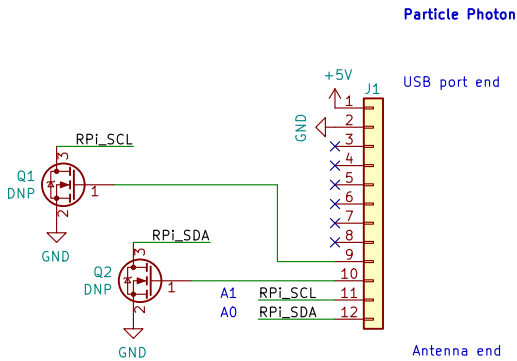 Particle Photon
+5V
J1
USB port end
1
GND
2
RPi_SCL
3
3
4
Q1
DNP
1
5
6
2
7
RPi_SDA
8
GND
3
9
Q2
DNP
1
10
A1
RPi_SCL
11
2
A0
RPi_SDA
12
GND
Antenna end